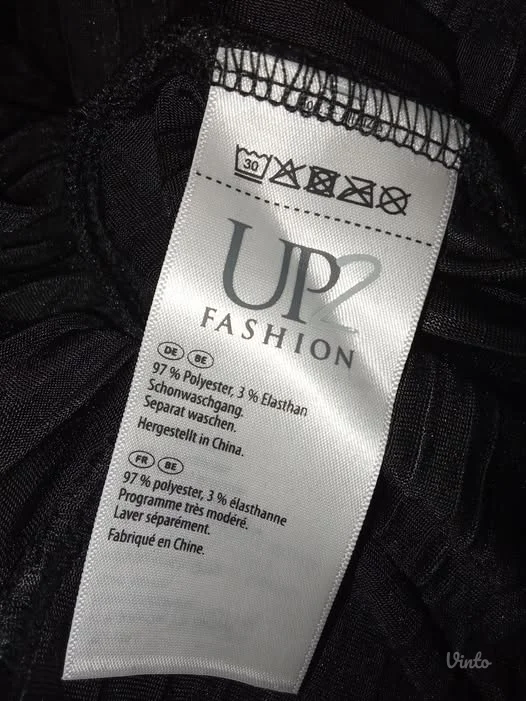 30
UP2
FASHION
DE BE
97 % Polyester, 3 % Elasthan
Schonwaschgang.
Separat waschen.
Hergestellt in China.
FR BE
97 % polyester, 3 % élasthanne
Programme très modéré.
Laver séparément.
Fabriqué en Chine.
Vinto